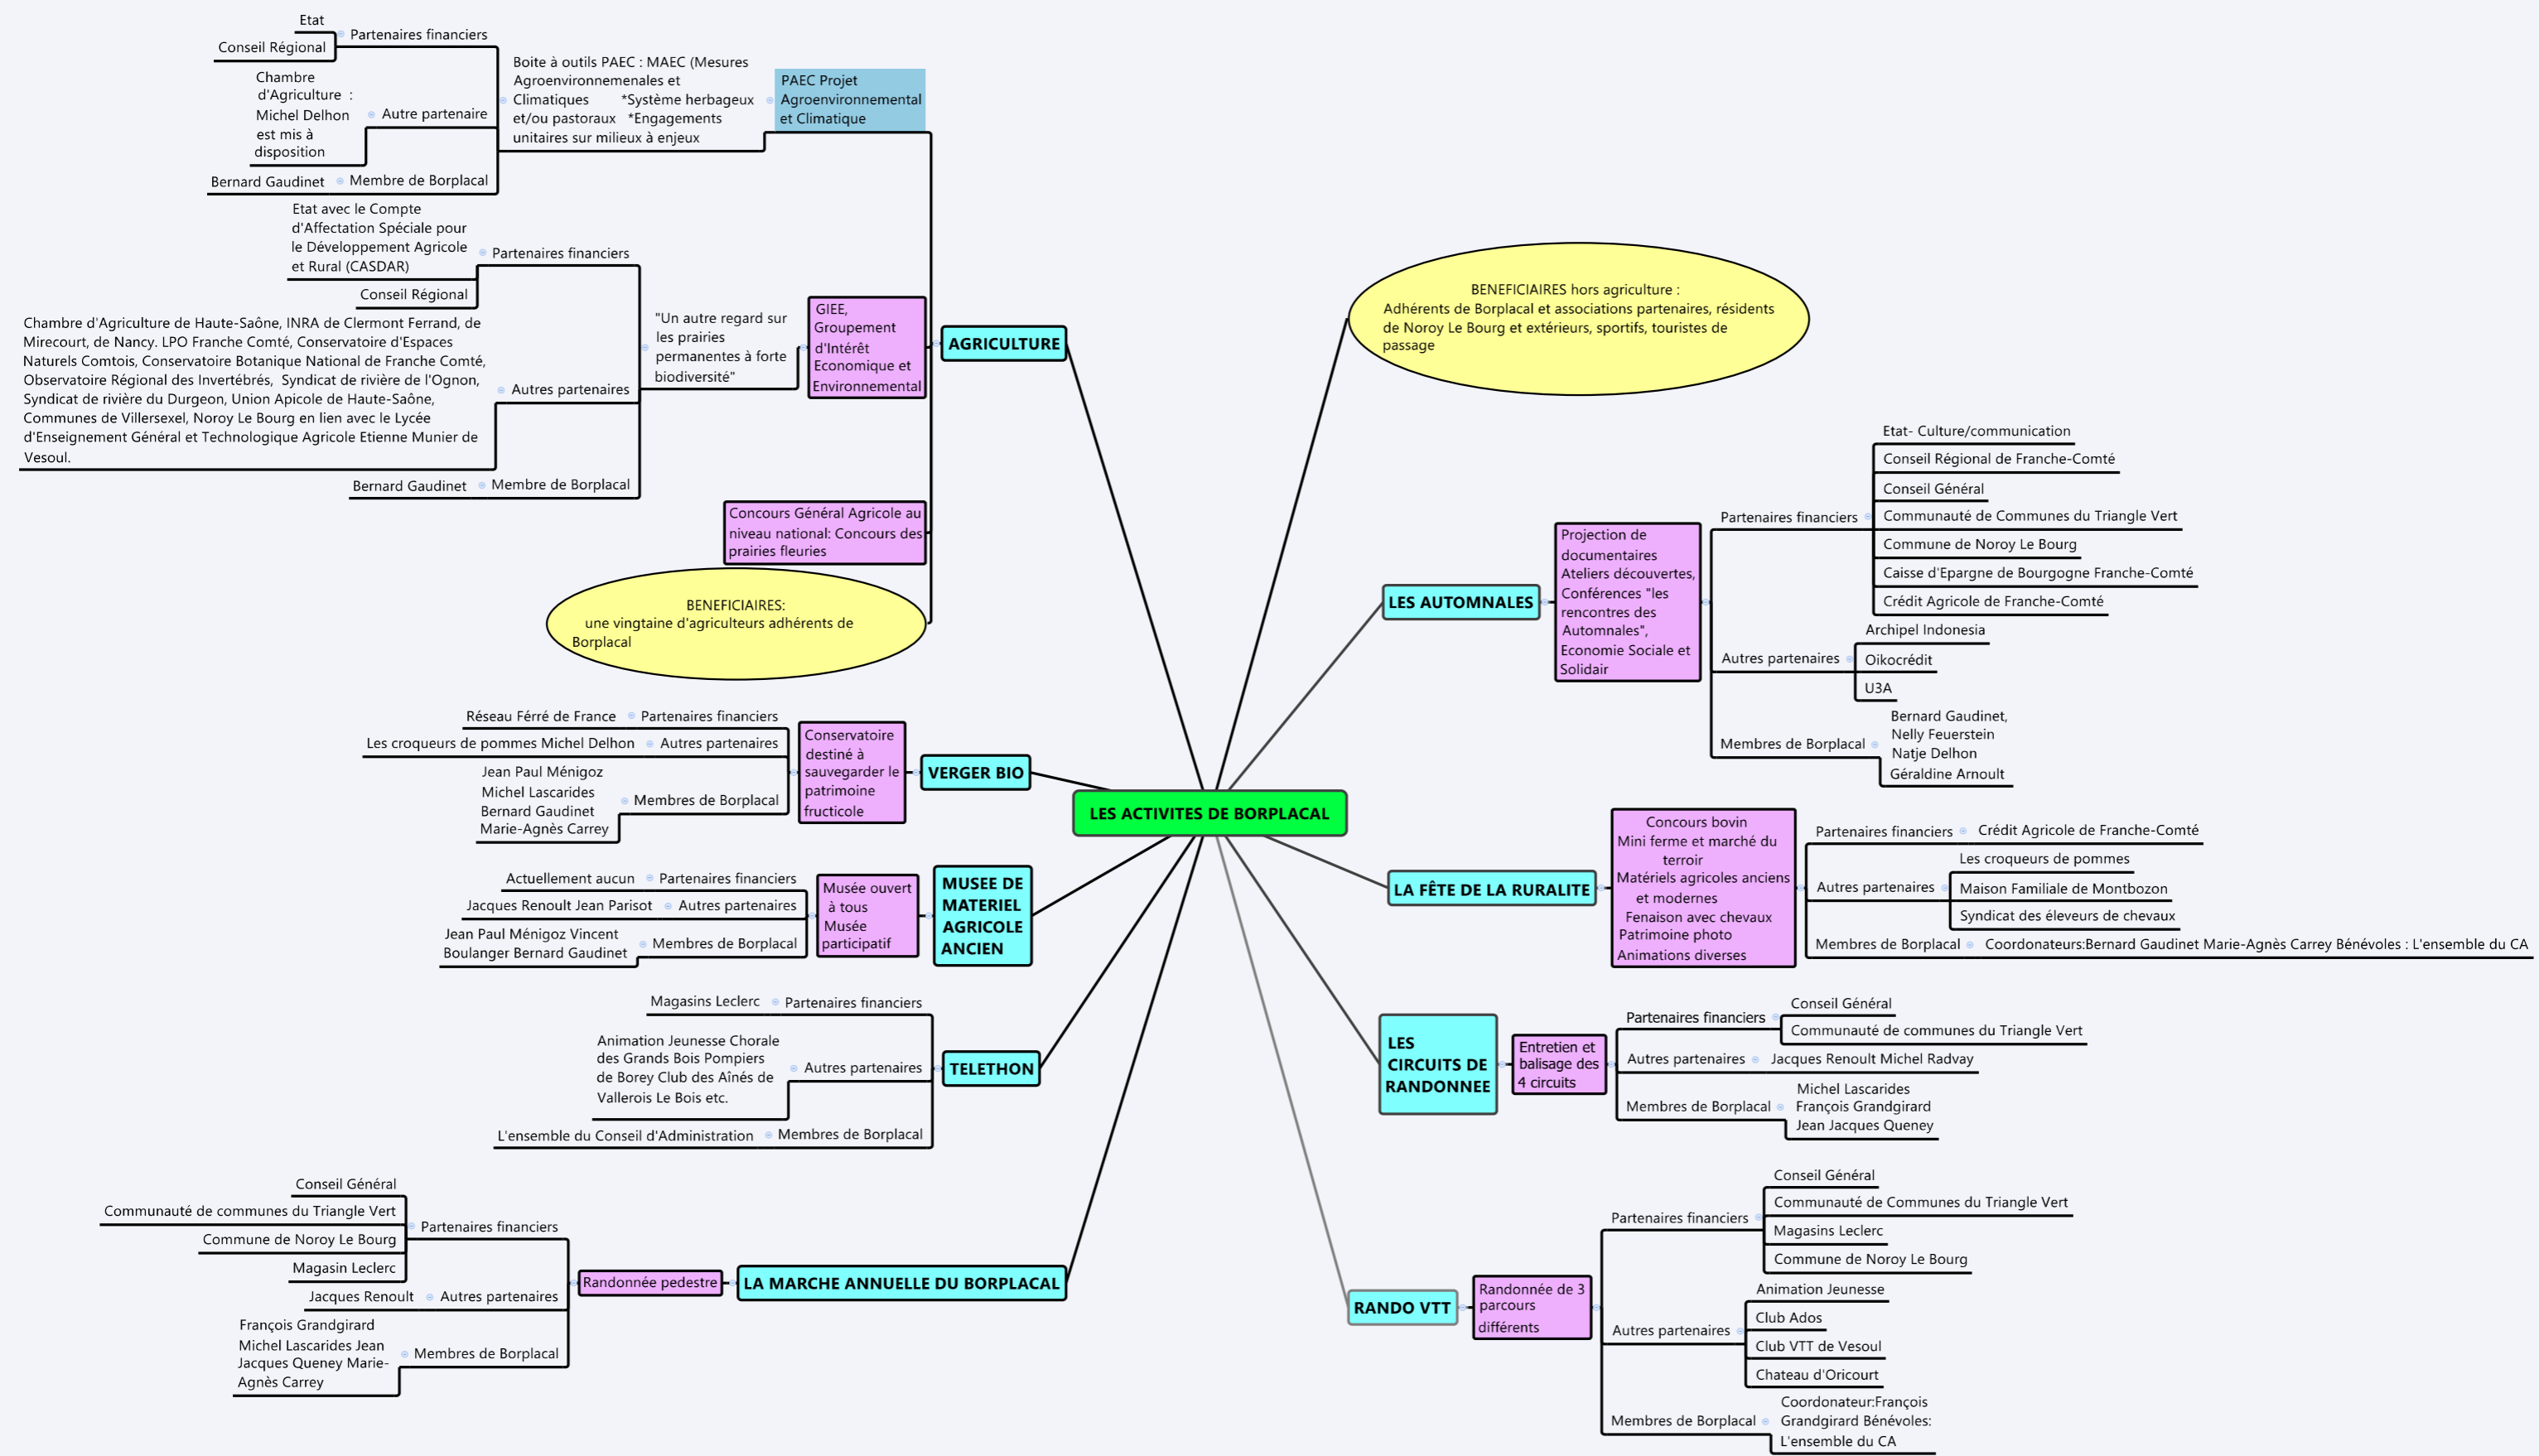 LES ACTIVITES DE BORPLACAL
AGRICULTURE
PAEC Projet
Agroenvironnemental
et Climatique
Boite à outils PAEC : MAEC (Mesures
Agroenvironnemenales et
Climatiques *Système herbageux
et/ou pastoraux *Engagements
unitaires sur milieux à enjeux
Partenaires financiers
Etat
Conseil Régional
Autre partenaire
Chambre
d'Agriculture :
Michel Delhon
est mis à
disposition
Membre de Borplacal
Bernard Gaudinet
GIEE,
Groupement
d'Intérêt
Economique et
Environnemental
"Un autre regard sur
les prairies
permanentes à forte
biodiversité"
Partenaires financiers
Etat avec le Compte
d'Affectation Spéciale pour
le Développement Agricole
et Rural (CASDAR)
Conseil Régional
Autres partenaires
Chambre d'Agriculture de Haute-Saône, INRA de Clermont Ferrand, de
Mirecourt, de Nancy. LPO Franche Comté, Conservatoire d'Espaces
Naturels Comtois, Conservatoire Botanique National de Franche Comté,
Observatoire Régional des Invertébrés, Syndicat de rivière de l'Ognon,
Syndicat de rivière du Durgeon, Union Apicole de Haute-Saône,
Communes de Villersexel, Noroy Le Bourg en lien avec le Lycée
d'Enseignement Général et Technologique Agricole Etienne Munier de
Vesoul.
Membre de Borplacal
Bernard Gaudinet
Concours Général Agricole au
niveau national: Concours des
prairies fleuries
BENEFICIAIRES:
une vingtaine d'agriculteurs adhérents de
Borplacal
VERGER BIO
Conservatoire
destiné à
sauvegarder le
patrimoine
fructicole
Partenaires financiers
Réseau Férré de France
Autres partenaires
Les croqueurs de pommes Michel Delhon
Membres de Borplacal
Jean Paul Ménigoz
Michel Lascarides
Bernard Gaudinet
Marie-Agnès Carrey
MUSEE DE
MATERIEL
AGRICOLE
ANCIEN
Musée ouvert
à tous
Musée
participatif
Partenaires financiers
Actuellement aucun
Autres partenaires
Jacques Renoult Jean Parisot
Membres de Borplacal
Jean Paul Ménigoz Vincent
Boulanger Bernard Gaudinet
TELETHON
Partenaires financiers
Magasins Leclerc
Autres partenaires
Animation Jeunesse Chorale
des Grands Bois Pompiers
de Borey Club des Aînés de
Vallerois Le Bois etc.
Membres de Borplacal
L'ensemble du Conseil d'Administration
LA MARCHE ANNUELLE DU BORPLACAL
Randonnée pedestre
Partenaires financiers
Conseil Général
Communauté de communes du Triangle Vert
Commune de Noroy Le Bourg
Magasin Leclerc
Autres partenaires
Jacques Renoult
Membres de Borplacal
François Grandgirard
Michel Lascarides Jean
Jacques Queney Marie-
Agnès Carrey
BENEFICIAIRES hors agriculture :
Adhérents de Borplacal et associations partenaires, résidents
de Noroy Le Bourg et extérieurs, sportifs, touristes de
passage
LES AUTOMNALES
Projection de
documentaires
Ateliers découvertes,
Conférences "les
rencontres des
Automnales",
Economie Sociale et
Solidair
Partenaires financiers
Etat- Culture/communication
Conseil Régional de Franche-Comté
Conseil Général
Communauté de Communes du Triangle Vert
Commune de Noroy Le Bourg
Caisse d'Epargne de Bourgogne Franche-Comté
Crédit Agricole de Franche-Comté
Autres partenaires
Archipel Indonesia
Oikocrédit
U3A
Membres de Borplacal
Bernard Gaudinet,
Nelly Feuerstein
Natje Delhon
Géraldine Arnoult
LA FÊTE DE LA RURALITE
Concours bovin
Mini ferme et marché du
terroir
Matériels agricoles anciens
et modernes
Fenaison avec chevaux
Patrimoine photo
Animations diverses
Partenaires financiers
Crédit Agricole de Franche-Comté
Autres partenaires
Les croqueurs de pommes
Maison Familiale de Montbozon
Syndicat des éleveurs de chevaux
Membres de Borplacal
Coordonateurs:Bernard Gaudinet Marie-Agnès Carrey Bénévoles : L'ensemble du CA
LES
CIRCUITS DE
RANDONNEE
Entretien et
balisage des
4 circuits
Partenaires financiers
Conseil Général
Communauté de communes du Triangle Vert
Autres partenaires
Jacques Renoult Michel Radvay
Membres de Borplacal
Michel Lascarides
François Grandgirard
Jean Jacques Queney
RANDO VTT
Randonnée de 3
parcours
différents
Partenaires financiers
Conseil Général
Communauté de Communes du Triangle Vert
Magasins Leclerc
Commune de Noroy Le Bourg
Autres partenaires
Animation Jeunesse
Club Ados
Club VTT de Vesoul
Chateau d'Oricourt
Membres de Borplacal
Coordonateur:François
Grandgirard Bénévoles:
L'ensemble du CA